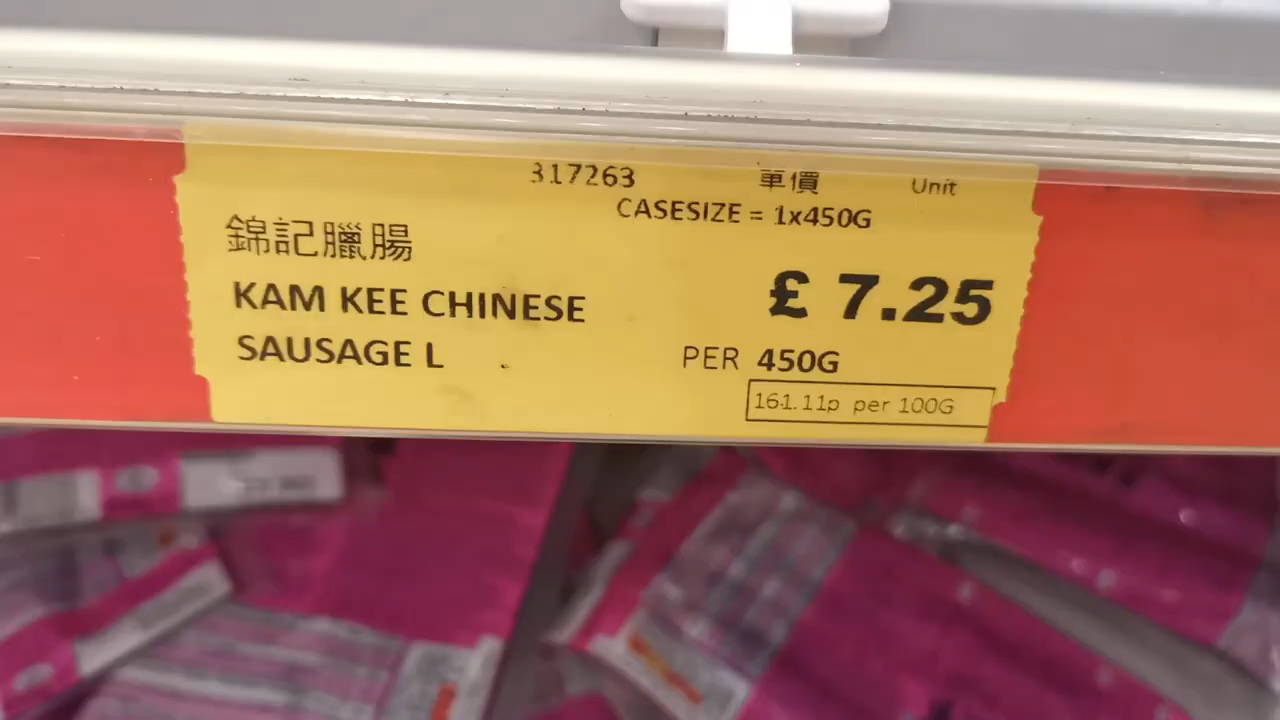 317263 單價 Unit
CASESIZE = 1x450G
錦記臘腸
KAM KEE CHINESE
SAUSAGE L
£ 7.25
PER 450G
161.11p per 100G